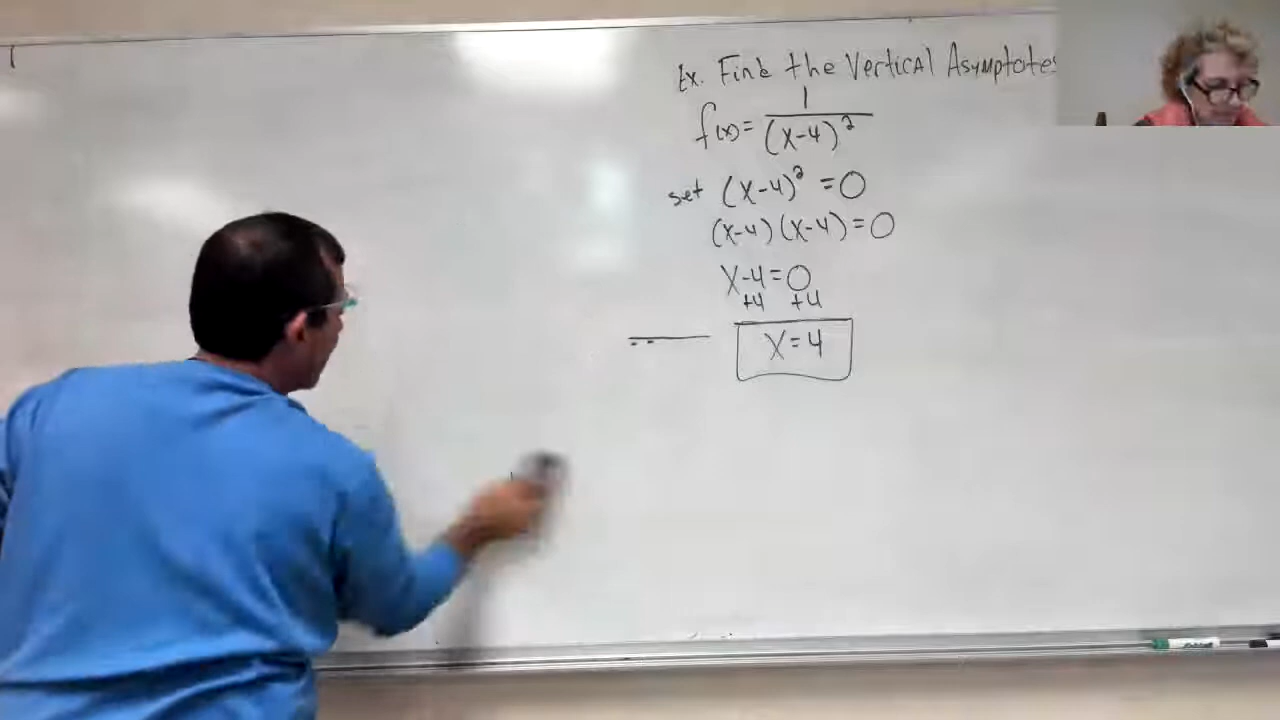 Ex. Find the Vertical Asymptotes
f(x) = 1/(x-4)²
set (x-4)² = 0
(x-4)(x-4) = 0
x-4=0
+4 +4
x=4